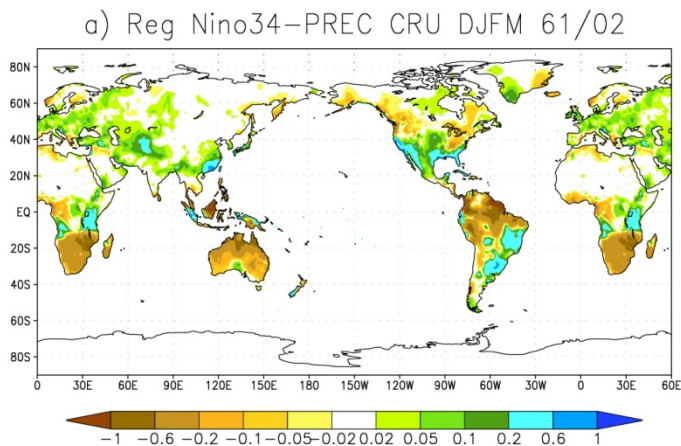 a) Reg Nino34-PREC CRU DJFM 61/02
80N
60N
40N
20N
EQ
20S
40S
60S
80S
0 30E 60E 90E 120E 150E 180 150W 120W 90W 60W 30W 0 30E 60E
-1 -0.6 -0.2 -0.1 -0.05 -0.02 0.02 0.05 0.1 0.2 0.6 1